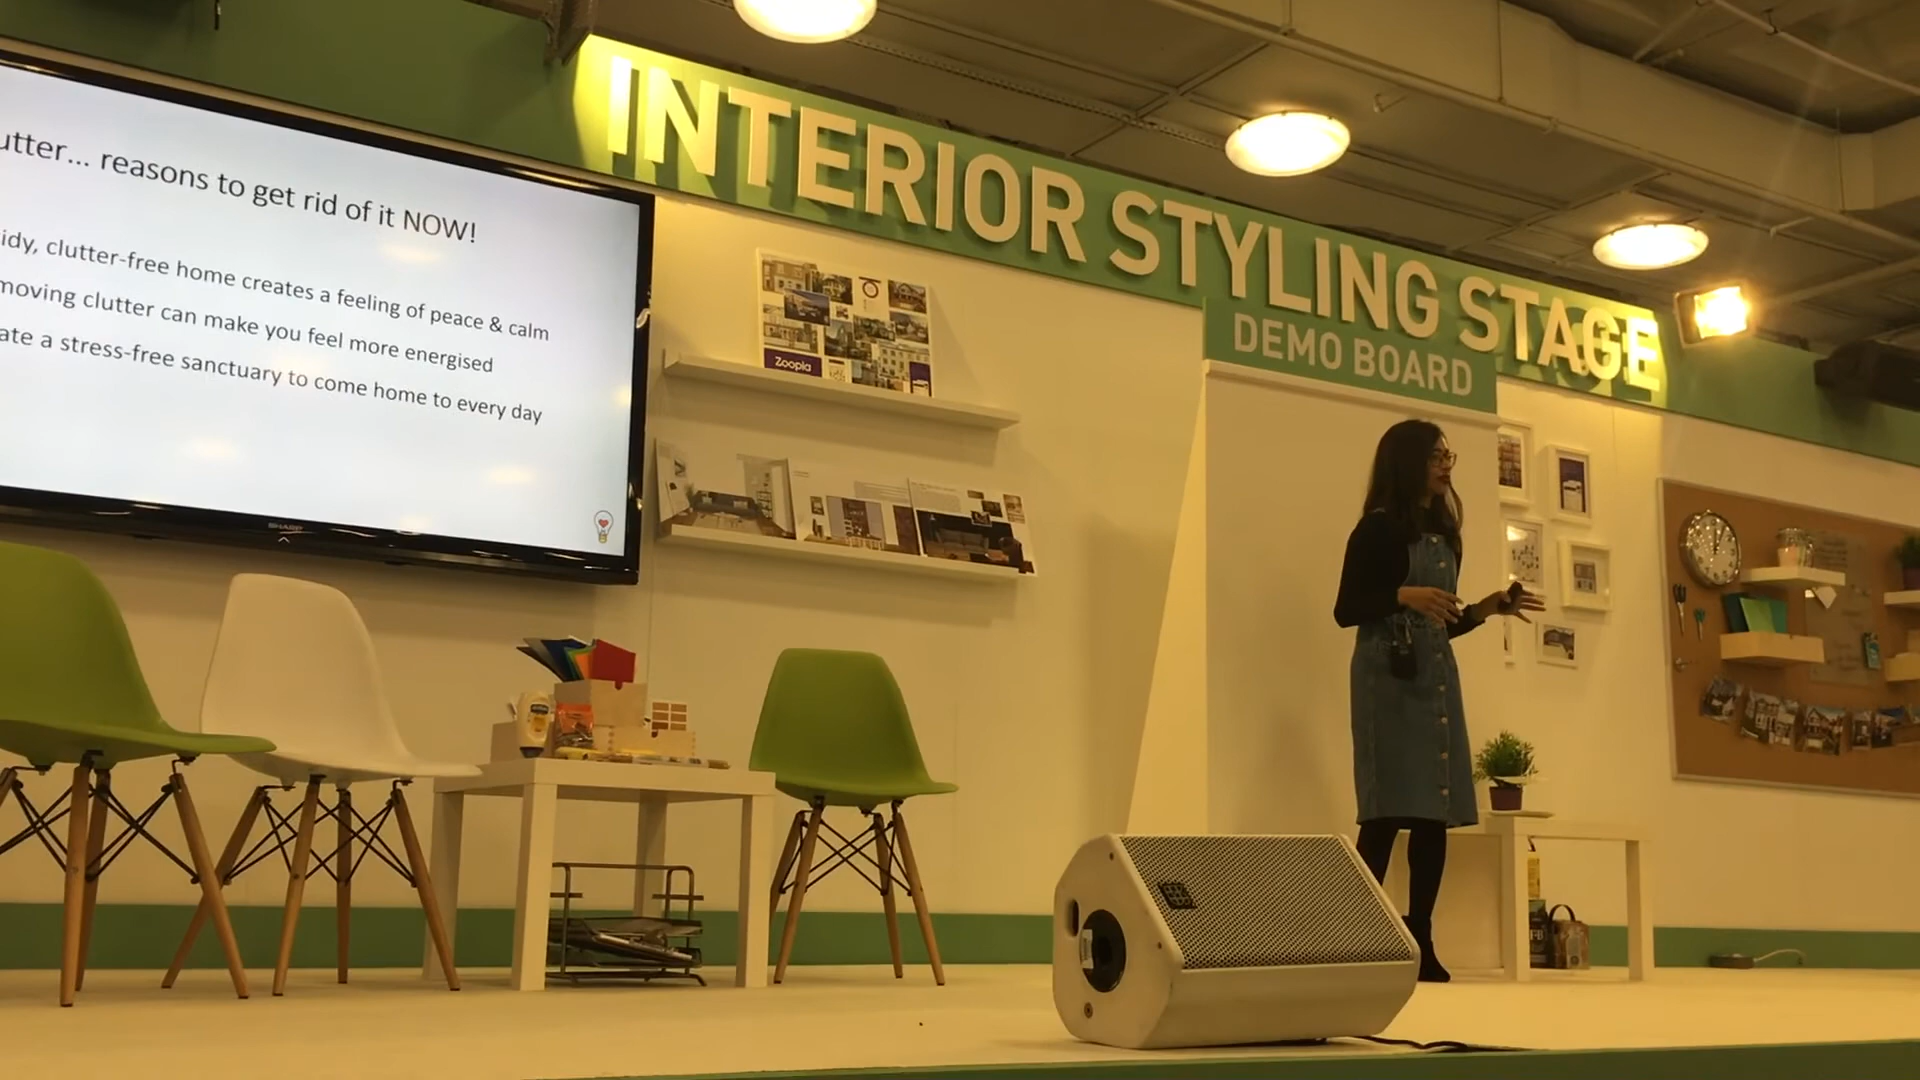 INTERIOR STYLING STAGE
DEMO BOARD
utter... reasons to get rid of it NOW!
idy, clutter-free home creates a feeling of peace & calm
moving clutter can make you feel more energised
ate a stress-free sanctuary to come home to every day
SHARP
Zoopla